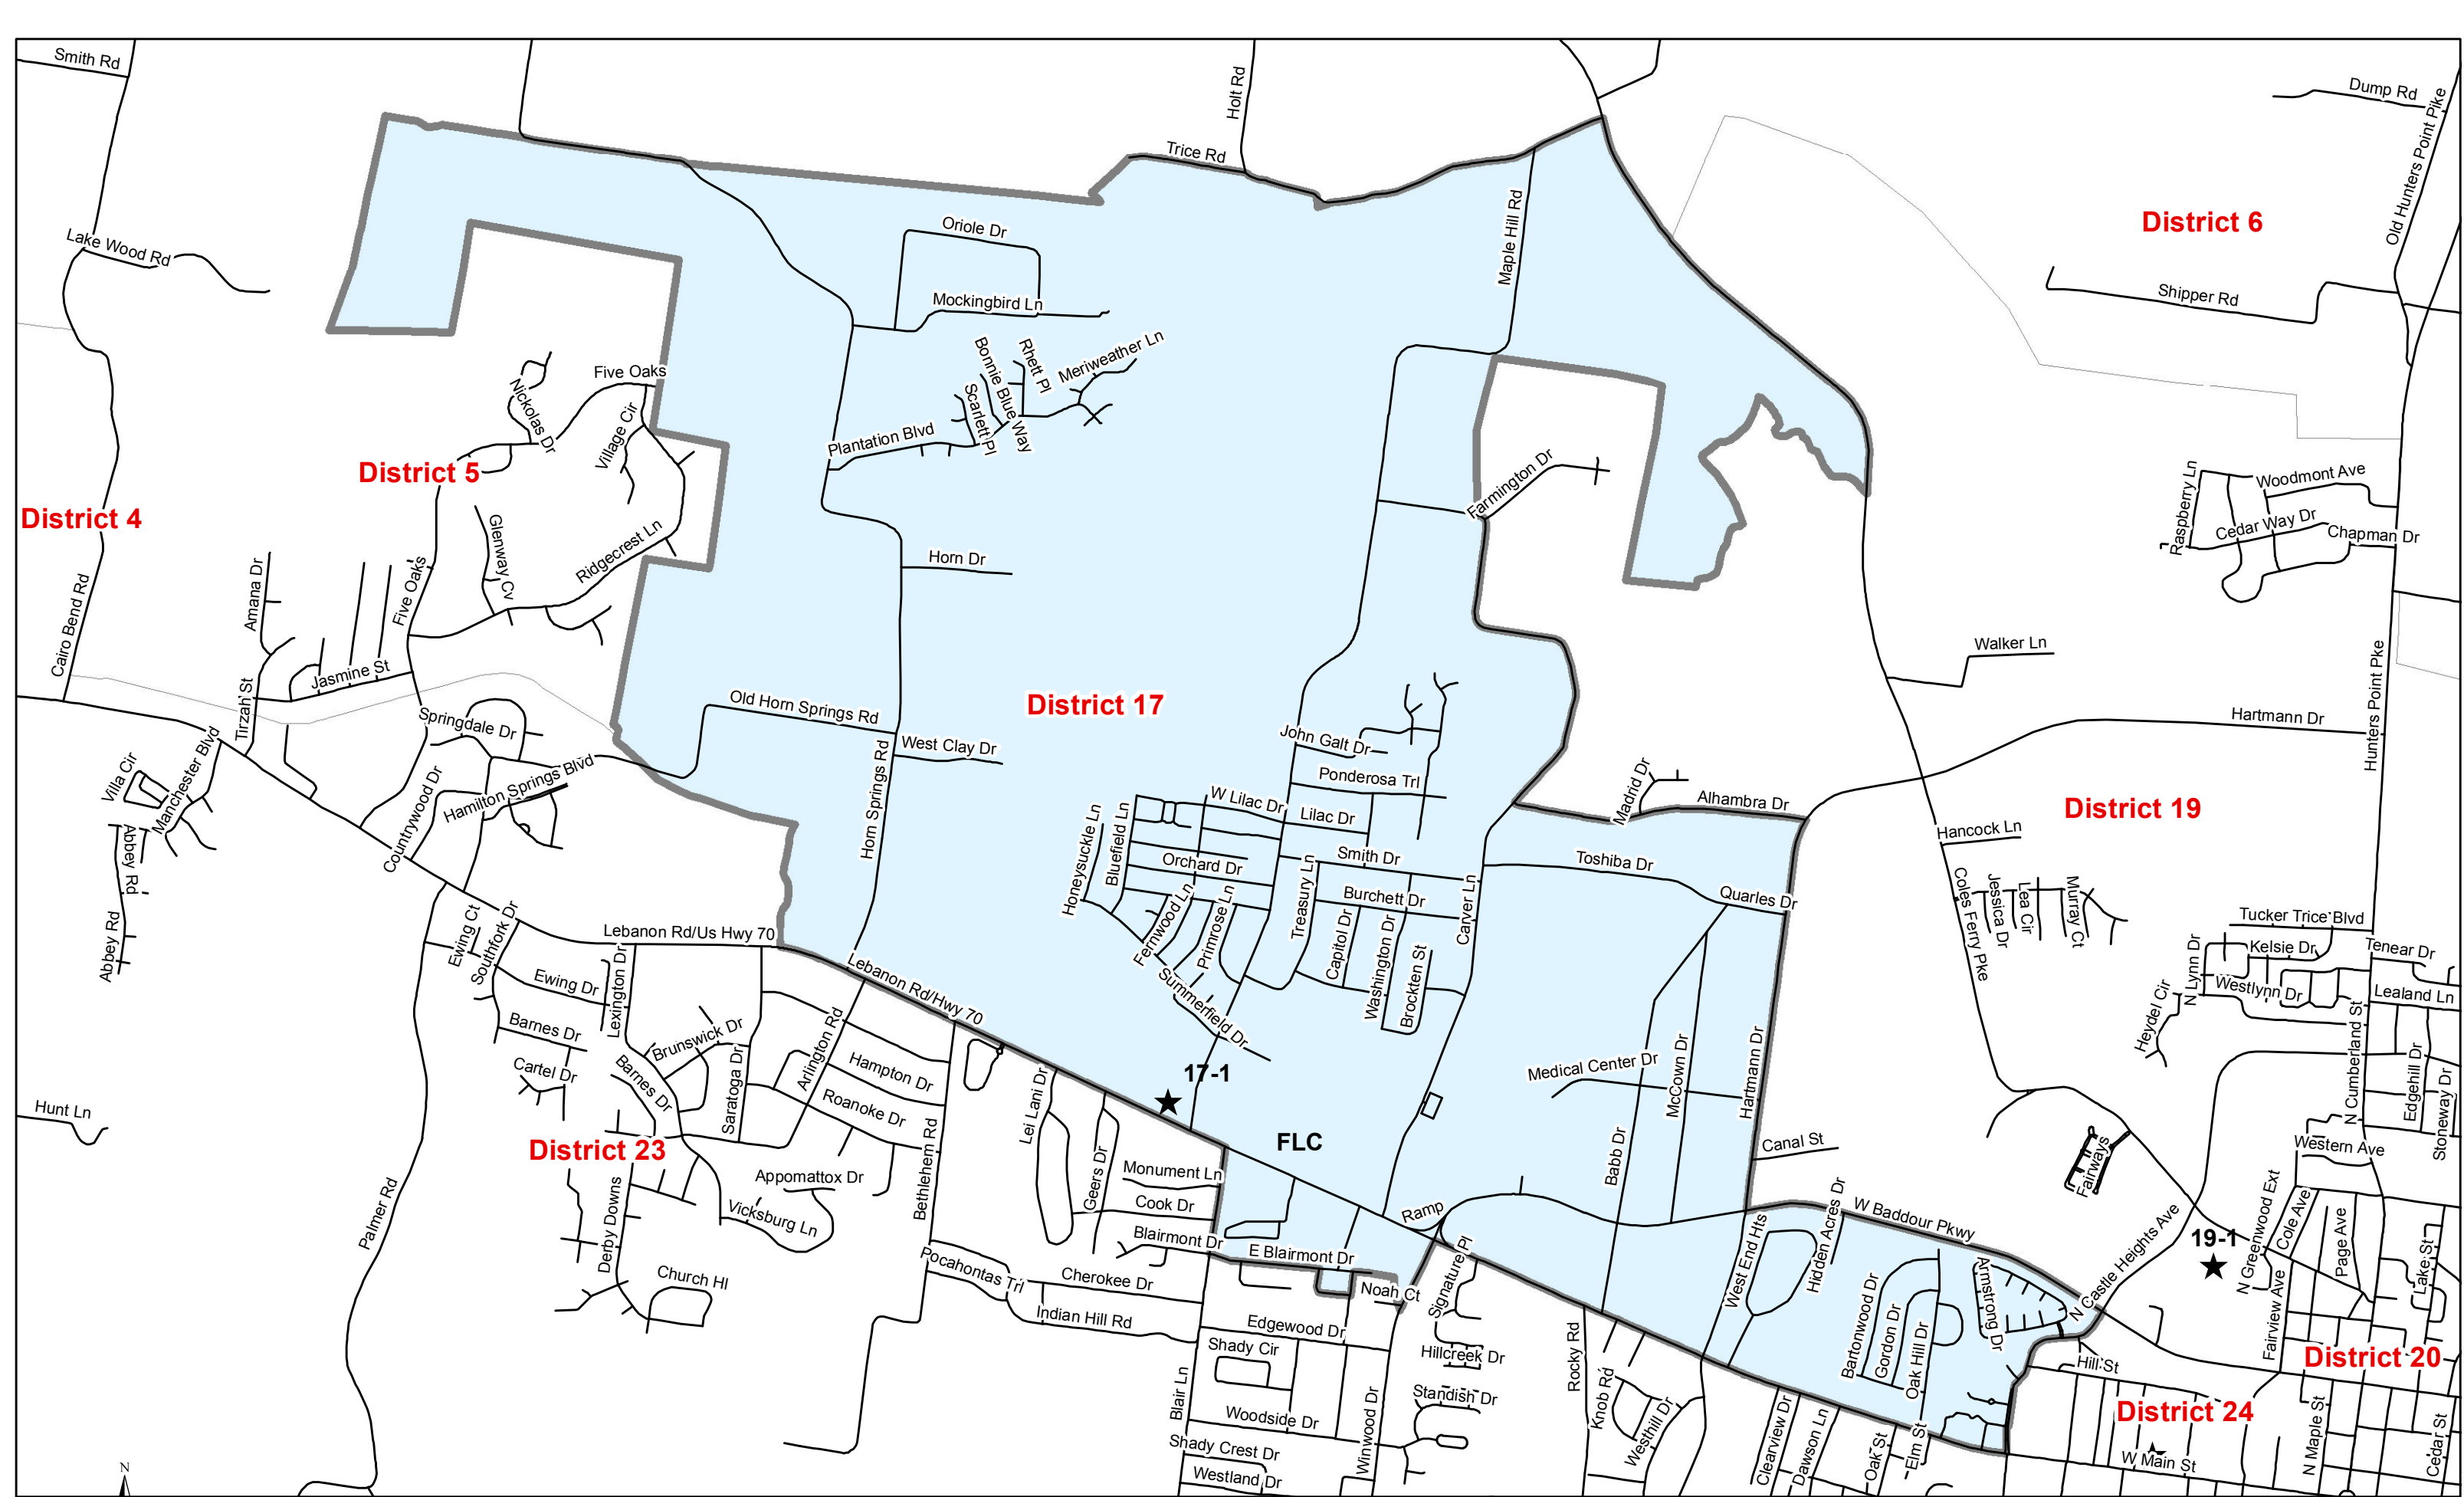 Smith Rd
Holt Rd
Dump Rd
Old Hunters Point Pike
Trice Rd
Maple Hill Rd
District 6
Oriole Dr
Lake Wood Rd
Mockingbird Ln
Shipper Rd
Bonnie Blue Way
Rhett Pl
Meriweather Ln
Scarlett Pl
Five Oaks
Nickolas Dr
Village Cir
Plantation Blvd
District 5
District 4
Farmington Dr
Woodmont Ave
Raspberry Ln
Cedar Way Dr
Chapman Dr
Glenway Cv
Ridgecrest Ln
Horn Dr
Amana Dr
Five Oaks
Cairo Bend Rd
Jasmine St
Walker Ln
Hunters Point Pke
Tirzah St
Springdale Dr
Old Horn Springs Rd
District 17
Hartmann Dr
West Clay Dr
John Galt Dr
Ponderosa Trl
Villa Cir
Manchester Blvd
Countrywood Dr
Hamilton Springs Blvd
Horn Springs Rd
Madrid Dr
Alhambra Dr
District 19
W Lilac Dr
Lilac Dr
Hancock Ln
Abbey Rd
Honeysuckle Ln
Bluefield Ln
Orchard Dr
Smith Dr
Toshiba Dr
Treasury Ln
Burchett Dr
Carver Ln
Quarles Dr
Coles Ferry Pke
Jessica Dr
Lea Cir
Murray Ct
Tucker Trice Blvd
Abbey Rd
Ewing Ct
Southfork Dr
Lebanon Rd/Us Hwy 70
Fernwood Ln
Primrose Ln
Capitol Dr
Washington Dr
Brockten St
N Lynn Dr
Kelsie Dr
Tenear Dr
Ewing Dr
Lexington Dr
Lebanon Rd/Hwy 70
Summerfield Dr
Westlynn Dr
Lealand Ln
Heydel Cir
Barnes Dr
Brunswick Dr
Arlington Rd
Hampton Dr
Cartel Dr
Barnes Dr
Saratoga Dr
Roanoke Dr
Medical Center Dr
McCown Dr
Hartmann Dr
N Cumberland St
Edgehill Dr
Stoneway Dr
Hunt Ln
17-1
Lei Lani Dr
FLC
Babb Dr
Canal St
Western Ave
Fairways
District 23
Bethlehem Rd
Geers Dr
Monument Ln
Cook Dr
Blairmont Dr
E Blairmont Dr
Appomattox Dr
Vicksburg Ln
Derby Downs
Palmer Rd
Ramp
West End Hts
Hidden Acres Dr
W Baddour Pkwy
N Castle Heights Ave
19-1
N Greenwood Ext
Cole Ave
Page Ave
Lake St
Pocahontas Trl
Cherokee Dr
Church Hl
Noah Ct
Signature Pl
Indian Hill Rd
Edgewood Dr
Bartonwood Dr
Gordon Dr
Oak Hill Dr
Armstrong Dr
Fairview Ave
Shady Cir
Hillcreek Dr
Rocky Rd
Knob Rd
Hill St
District 20
Blair Ln
Standish Dr
Woodside Dr
Winwood Dr
Westhill Dr
Clearview Dr
Dawson Ln
Oak St
Elm St
District 24
N Maple St
Cedar St
Shady Crest Dr
Westland Dr
W Main St
N